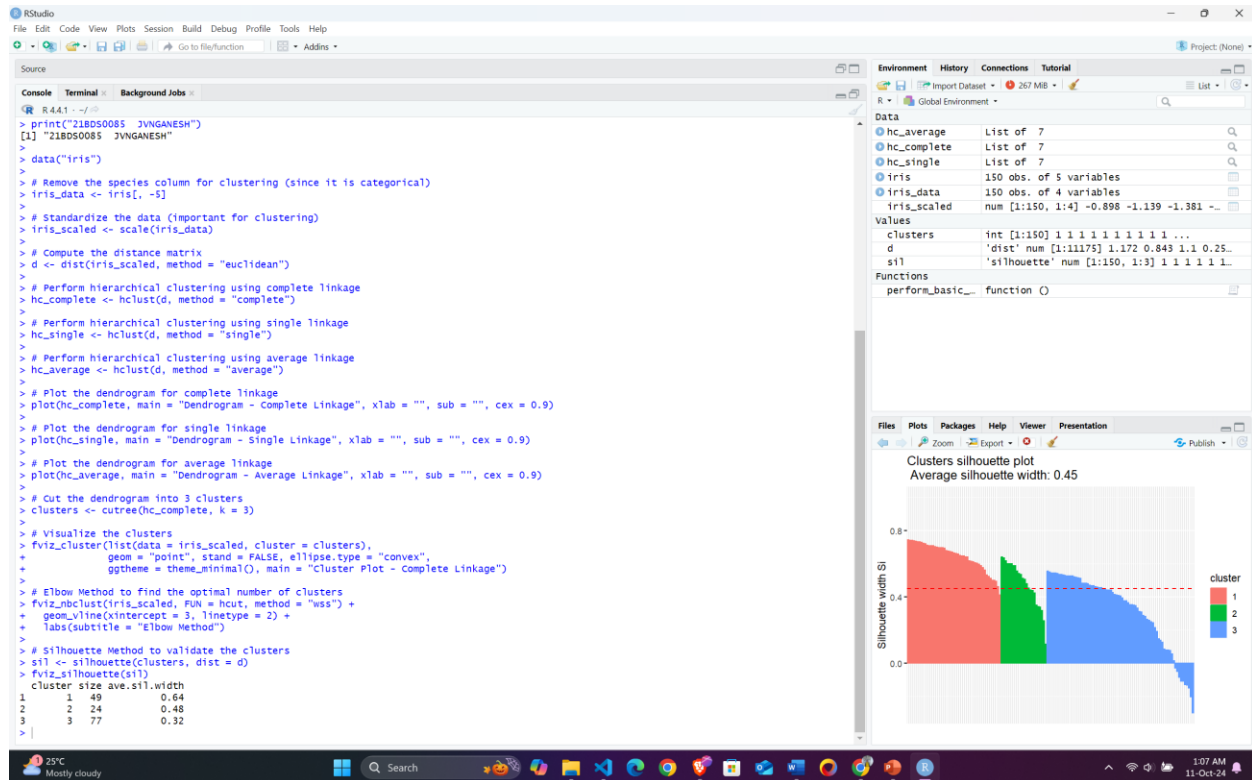 RStudio
File Edit Code View Plots Session Build Debug Profile Tools Help
Go to file/function Addins Project: (None)
Source
Console Terminal Background Jobs
R 4.4.1 · ~/
> print("21BDS0085  JVNGANESH")
[1] "21BDS0085  JVNGANESH"
>
> data("iris")
>
> # Remove the species column for clustering (since it is categorical)
> iris_data <- iris[, -5]
>
> # Standardize the data (important for clustering)
> iris_scaled <- scale(iris_data)
>
> # Compute the distance matrix
> d <- dist(iris_scaled, method = "euclidean")
>
> # Perform hierarchical clustering using complete linkage
> hc_complete <- hclust(d, method = "complete")
>
> # Perform hierarchical clustering using single linkage
> hc_single <- hclust(d, method = "single")
>
> # Perform hierarchical clustering using average linkage
> hc_average <- hclust(d, method = "average")
>
> # Plot the dendrogram for complete linkage
> plot(hc_complete, main = "Dendrogram - Complete Linkage", xlab = "", sub = "", cex = 0.9)
>
> # Plot the dendrogram for single linkage
> plot(hc_single, main = "Dendrogram - Single Linkage", xlab = "", sub = "", cex = 0.9)
>
> # Plot the dendrogram for average linkage
> plot(hc_average, main = "Dendrogram - Average Linkage", xlab = "", sub = "", cex = 0.9)
>
> # Cut the dendrogram into 3 clusters
> clusters <- cutree(hc_complete, k = 3)
>
> # Visualize the clusters
> fviz_cluster(list(data = iris_scaled, cluster = clusters),
+              geom = "point", stand = FALSE, ellipse.type = "convex",
+              ggtheme = theme_minimal(), main = "Cluster Plot - Complete Linkage")
>
> # Elbow Method to find the optimal number of clusters
> fviz_nbclust(iris_scaled, FUN = hcut, method = "wss") +
+   geom_vline(xintercept = 3, linetype = 2) +
+   labs(subtitle = "Elbow Method")
>
> # Silhouette Method to validate the clusters
> sil <- silhouette(clusters, dist = d)
> fviz_silhouette(sil)
  cluster size ave.sil.width
1       1   49          0.64
2       2   24          0.48
3       3   77          0.32
>
Environment History Connections Tutorial
Import Dataset 267 MiB List
R Global Environment
Data
hc_average List of 7
hc_complete List of 7
hc_single List of 7
iris 150 obs. of 5 variables
iris_data 150 obs. of 4 variables
iris_scaled num [1:150, 1:4] -0.898 -1.139 -1.381 -…
Values
clusters int [1:150] 1 1 1 1 1 1 1 1 1 1 ...
d 'dist' num [1:11175] 1.172 0.843 1.1 0.25…
sil 'silhouette' num [1:150, 1:3] 1 1 1 1 1 1…
Functions
perform_basic_… function ()
Files Plots Packages Help Viewer Presentation
Zoom Export Publish
Clusters silhouette plot
Average silhouette width: 0.45
0.8
0.4
0.0
Silhouette width Si
cluster
1
2
3
1
25°C
Mostly cloudy
Search
1:07 AM
11-Oct-24